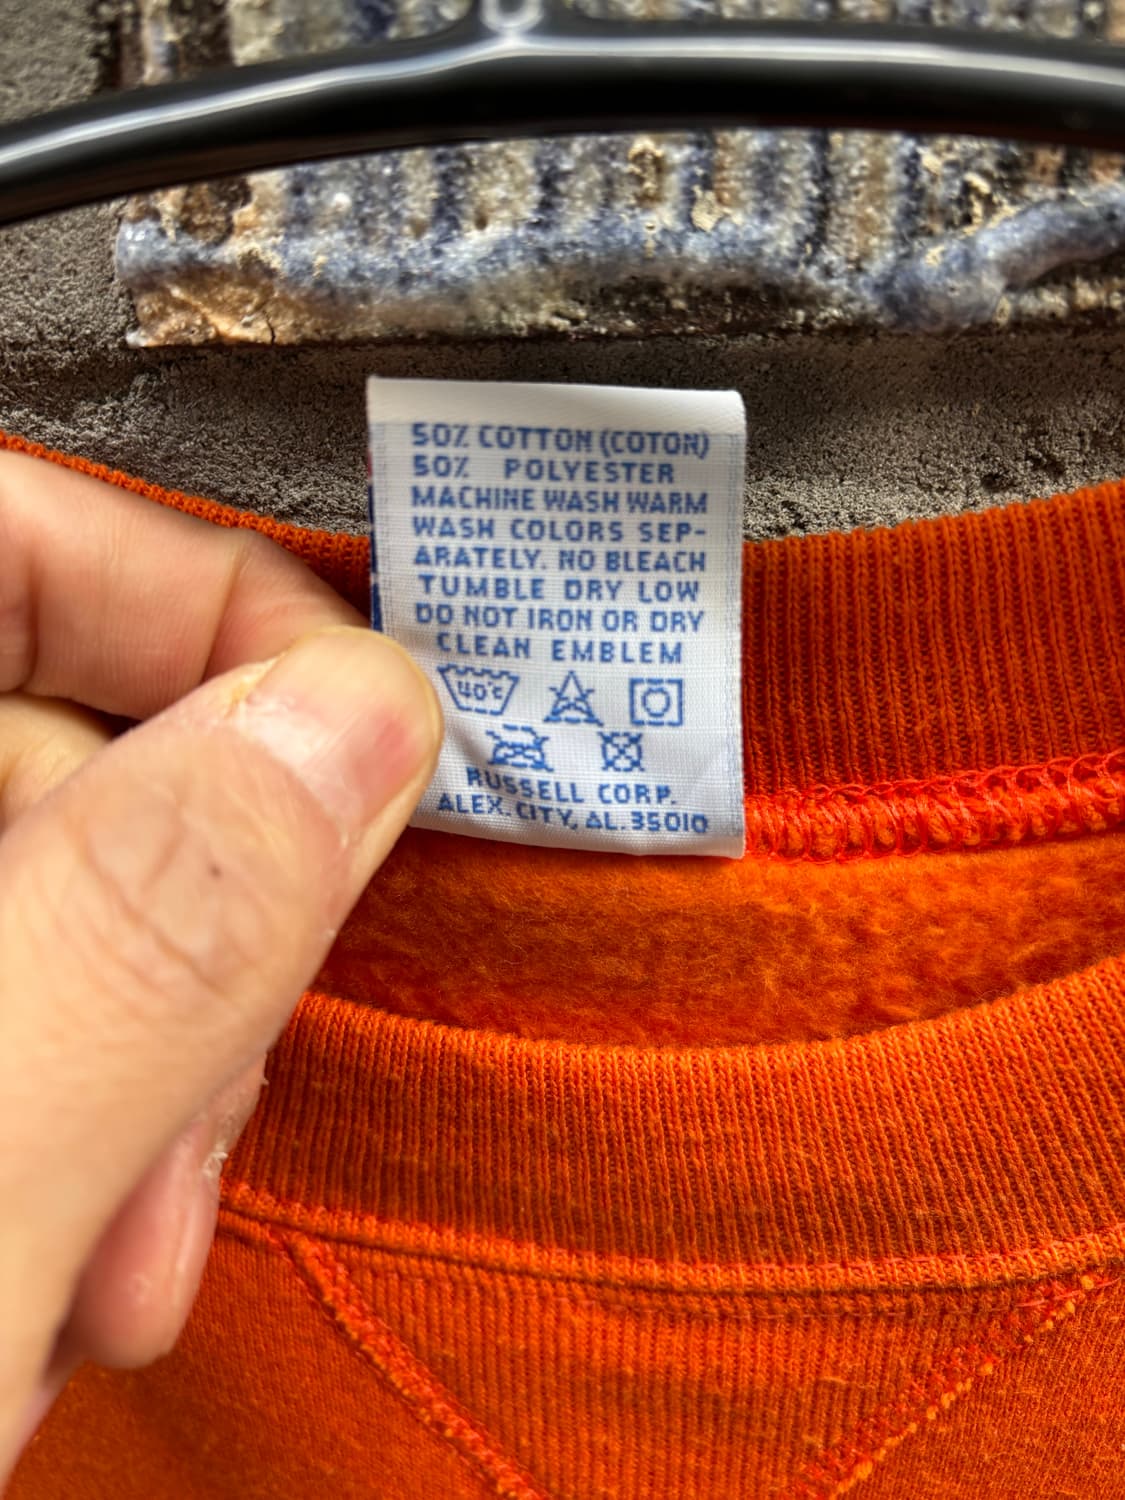 50% COTTON (COTON)
50% POLYESTER
MACHINE WASH WARM
WASH COLORS SEP-
ARATELY. NO BLEACH
TUMBLE DRY LOW
DO NOT IRON OR DRY
CLEAN EMBLEM
40°C
RUSSELL CORP.
ALEX. CITY, AL. 35010